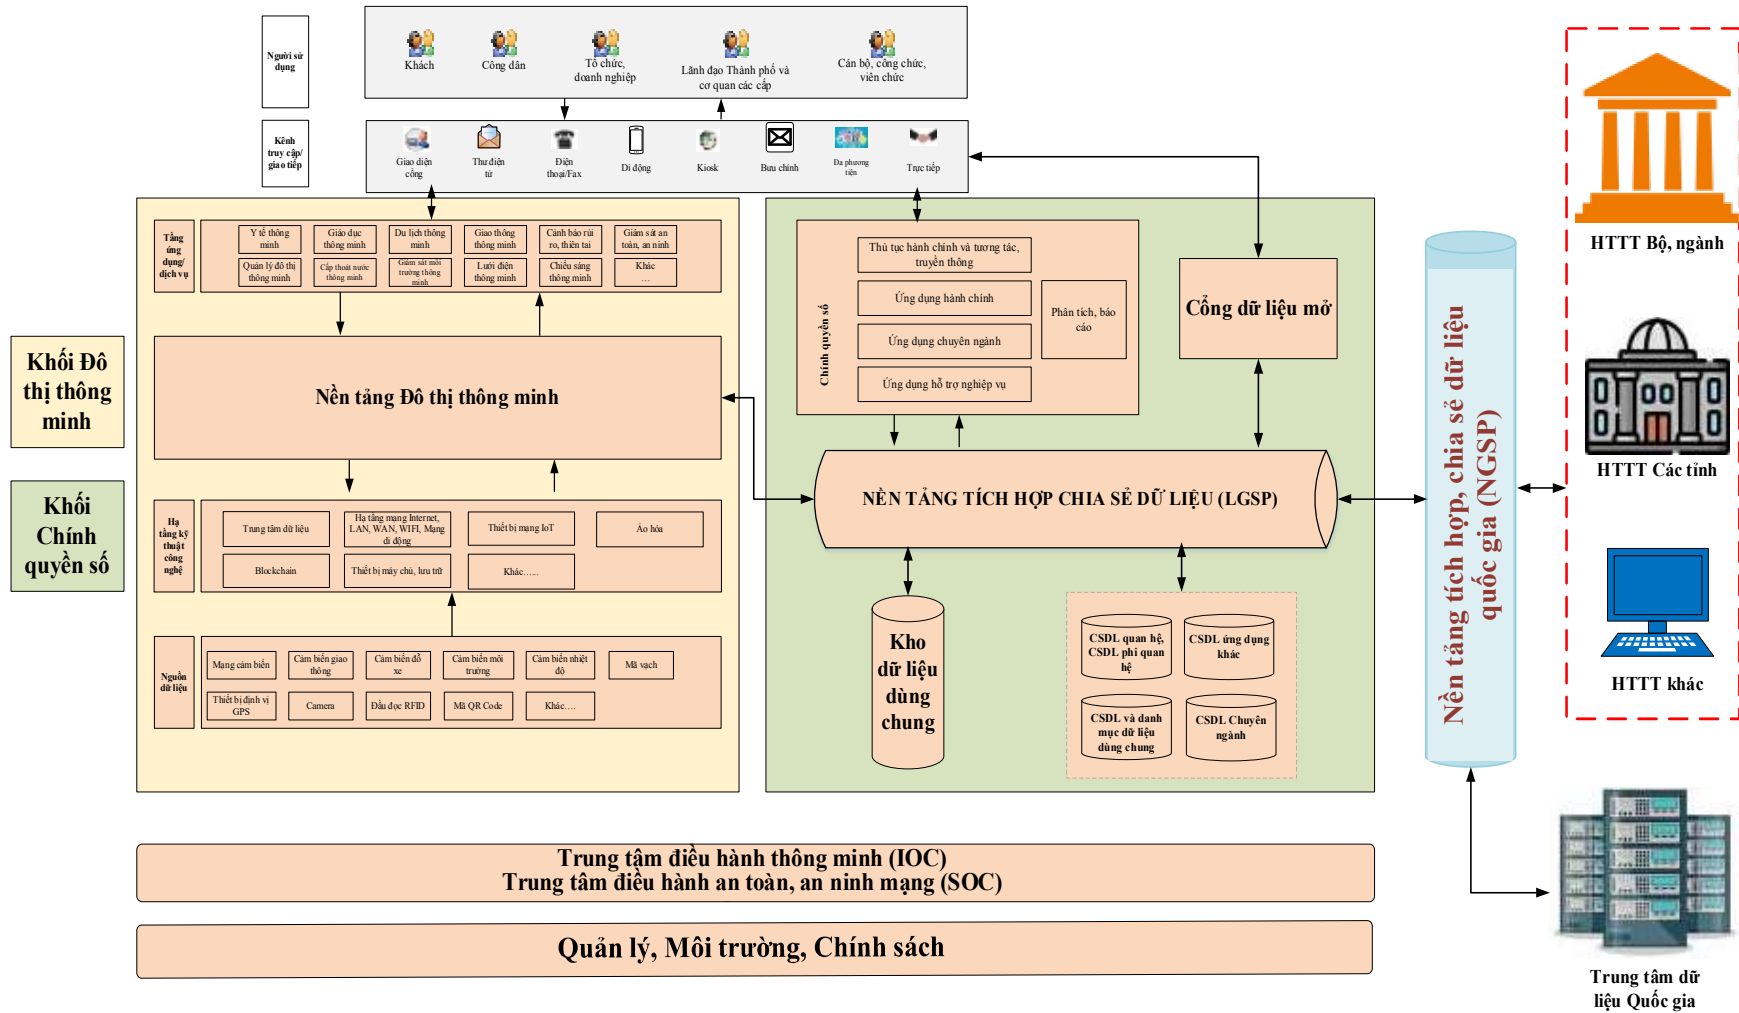 Người sử
dụng
Khách
Công dân
Tổ chức,
doanh nghiệp
Lãnh đạo Thành phố và
cơ quan các cấp
Cán bộ, công chức,
viên chức
Kênh
truy cập/
giao tiếp
Giao diện
cổng
Thư điện
tử
Điện
thoại/Fax
Di động
Kiosk
Bưu chính
Đa phương
tiện
Trực tiếp
Khối Đô
thị thông
minh
Khối
Chính
quyền số
Tầng
ứng
dụng/
dịch vụ
Y tế thông
minh
Giáo dục
thông minh
Du lịch thông
minh
Giao thông
thông minh
Cảnh báo rủi
ro, thiên tai
Giám sát an
toàn, an ninh
Quản lý đô thị
thông minh
Cấp thoát nước
thông minh
Giám sát môi
trường thông
minh
Lưới điện
thông minh
Chiếu sáng
thông minh
Khác
…
Nền tảng Đô thị thông minh
Hạ
tầng kỹ
thuật
công
nghệ
Trung tâm dữ liệu
Hạ tầng mạng Internet,
LAN, WAN, WIFI, Mạng
di động
Thiết bị mạng IoT
Ảo hóa
Blockchain
Thiết bị máy chủ, lưu trữ
Khác……
Nguồn
dữ liệu
Mạng cảm biến
Cảm biến giao
thông
Cảm biến đỗ
xe
Cảm biến môi
trường
Cảm biến nhiệt
độ
Mã vạch
Thiết bị định vị
GPS
Camera
Đầu đọc RFID
Mã QR Code
Khác….
Chính quyền số
Thủ tục hành chính và tương tác,
truyền thông
Ứng dụng hành chính
Ứng dụng chuyên ngành
Ứng dụng hỗ trợ nghiệp vụ
Phân tích, báo
cáo
Cổng dữ liệu mở
NỀN TẢNG TÍCH HỢP CHIA SẺ DỮ LIỆU (LGSP)
Kho
dữ liệu
dùng
chung
CSDL quan hệ,
CSDL phi quan
hệ
CSDL ứng dụng
khác
CSDL và danh
mục dữ liệu
dùng chung
CSDL Chuyên
ngành
Nền tảng tích hợp, chia sẻ dữ liệu
quốc gia (NGSP)
HTTT Bộ, ngành
HTTT Các tỉnh
HTTT khác
Trung tâm dữ
liệu Quốc gia
Trung tâm điều hành thông minh (IOC)
Trung tâm điều hành an toàn, an ninh mạng (SOC)
Quản lý, Môi trường, Chính sách